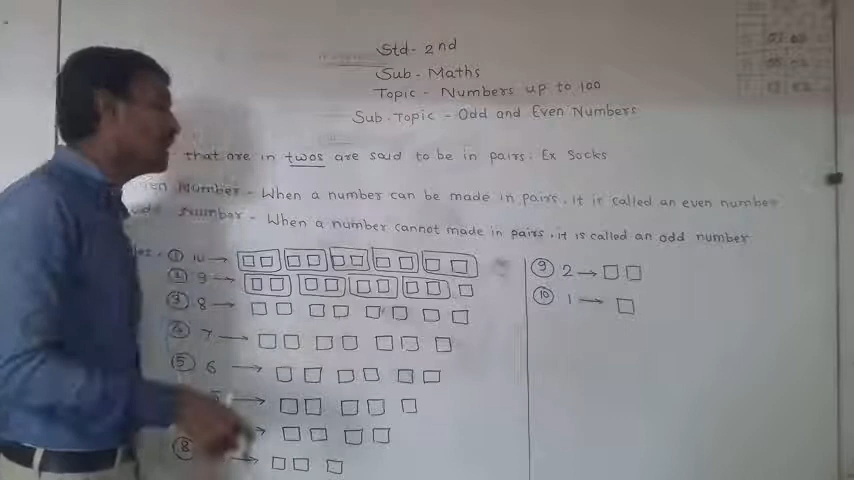 Std - 2nd
Sub - Maths
Topic - Numbers up to 100
Sub. Topic - Odd and Even Numbers
that are in twos are said to be in pairs. Ex Socks
Number - When a number can be made in pairs, it is called an even number
Number - When a number cannot made in pairs, it is called an odd number
① 10 →
② 9 →
③ 8 →
④ 7 →
⑤ 6 →
5 →
→
⑧ →
⑨ 2 →
⑩ 1 →